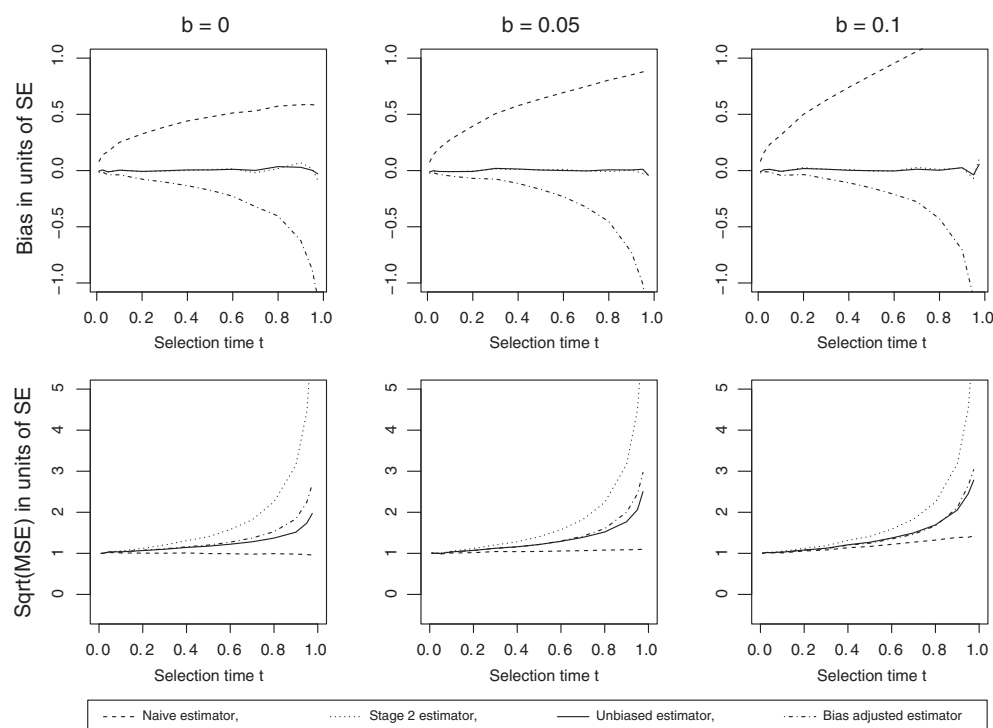 b = 0
b = 0.05
b = 0.1
Bias in units of SE
1.0
0.5
0.0
−0.5
−1.0
0.0 0.2 0.4 0.6 0.8 1.0
Selection time t
1.0
0.5
0.0
−0.5
−1.0
0.0 0.2 0.4 0.6 0.8 1.0
Selection time t
1.0
0.5
0.0
−0.5
−1.0
0.0 0.2 0.4 0.6 0.8 1.0
Selection time t
Sqrt(MSE) in units of SE
5
4
3
2
1
0
0.0 0.2 0.4 0.6 0.8 1.0
Selection time t
5
4
3
2
1
0
0.0 0.2 0.4 0.6 0.8 1.0
Selection time t
5
4
3
2
1
0
0.0 0.2 0.4 0.6 0.8 1.0
Selection time t
Naive estimator, Stage 2 estimator, Unbiased estimator, Bias adjusted estimator